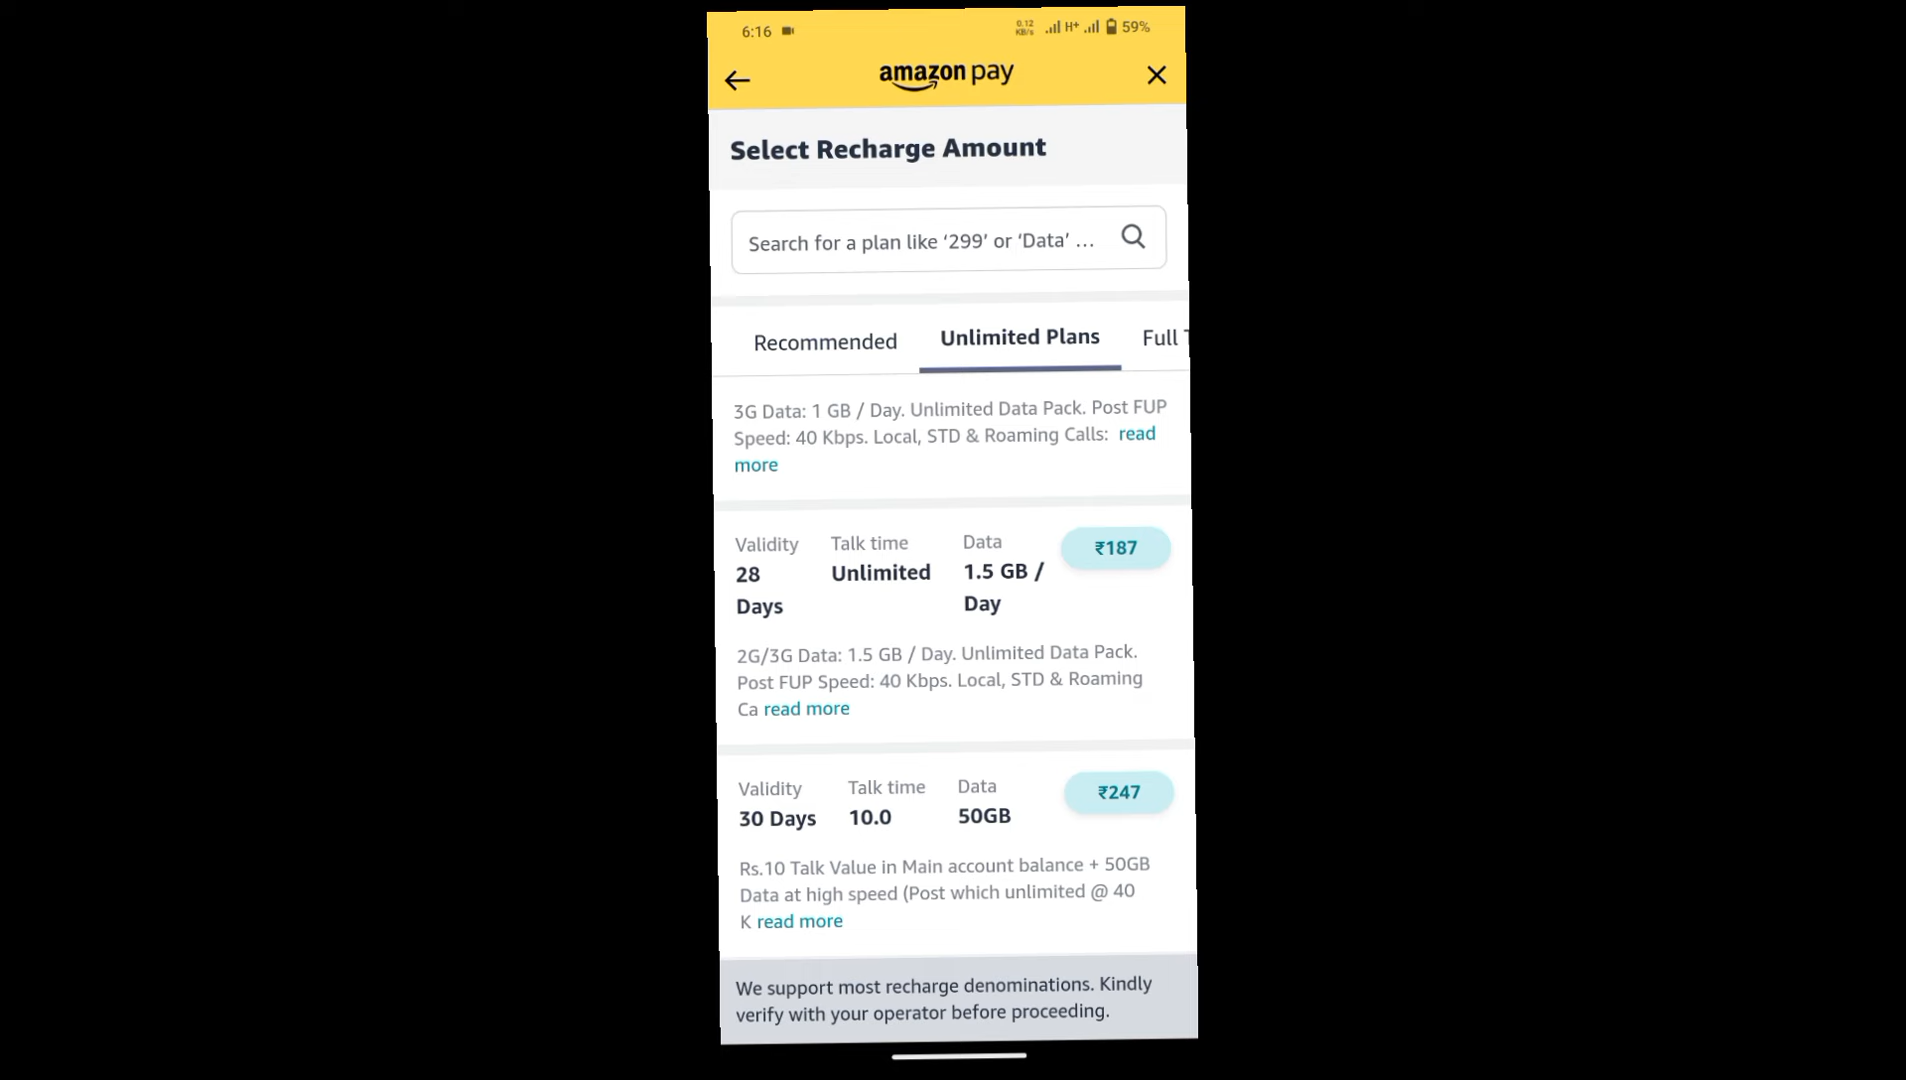 6:16 0.12 KB/s H+ 59%
amazon pay
Select Recharge Amount
Search for a plan like ‘299’ or ‘Data’ ...
Recommended Unlimited Plans Full T
3G Data: 1 GB / Day. Unlimited Data Pack. Post FUP
Speed: 40 Kbps. Local, STD & Roaming Calls: read
more
Validity Talk time Data ₹187
28 Unlimited 1.5 GB /
Days Day
2G/3G Data: 1.5 GB / Day. Unlimited Data Pack.
Post FUP Speed: 40 Kbps. Local, STD & Roaming
Ca read more
Validity Talk time Data ₹247
30 Days 10.0 50GB
Rs.10 Talk Value in Main account balance + 50GB
Data at high speed (Post which unlimited @ 40
K read more
We support most recharge denominations. Kindly
verify with your operator before proceeding.